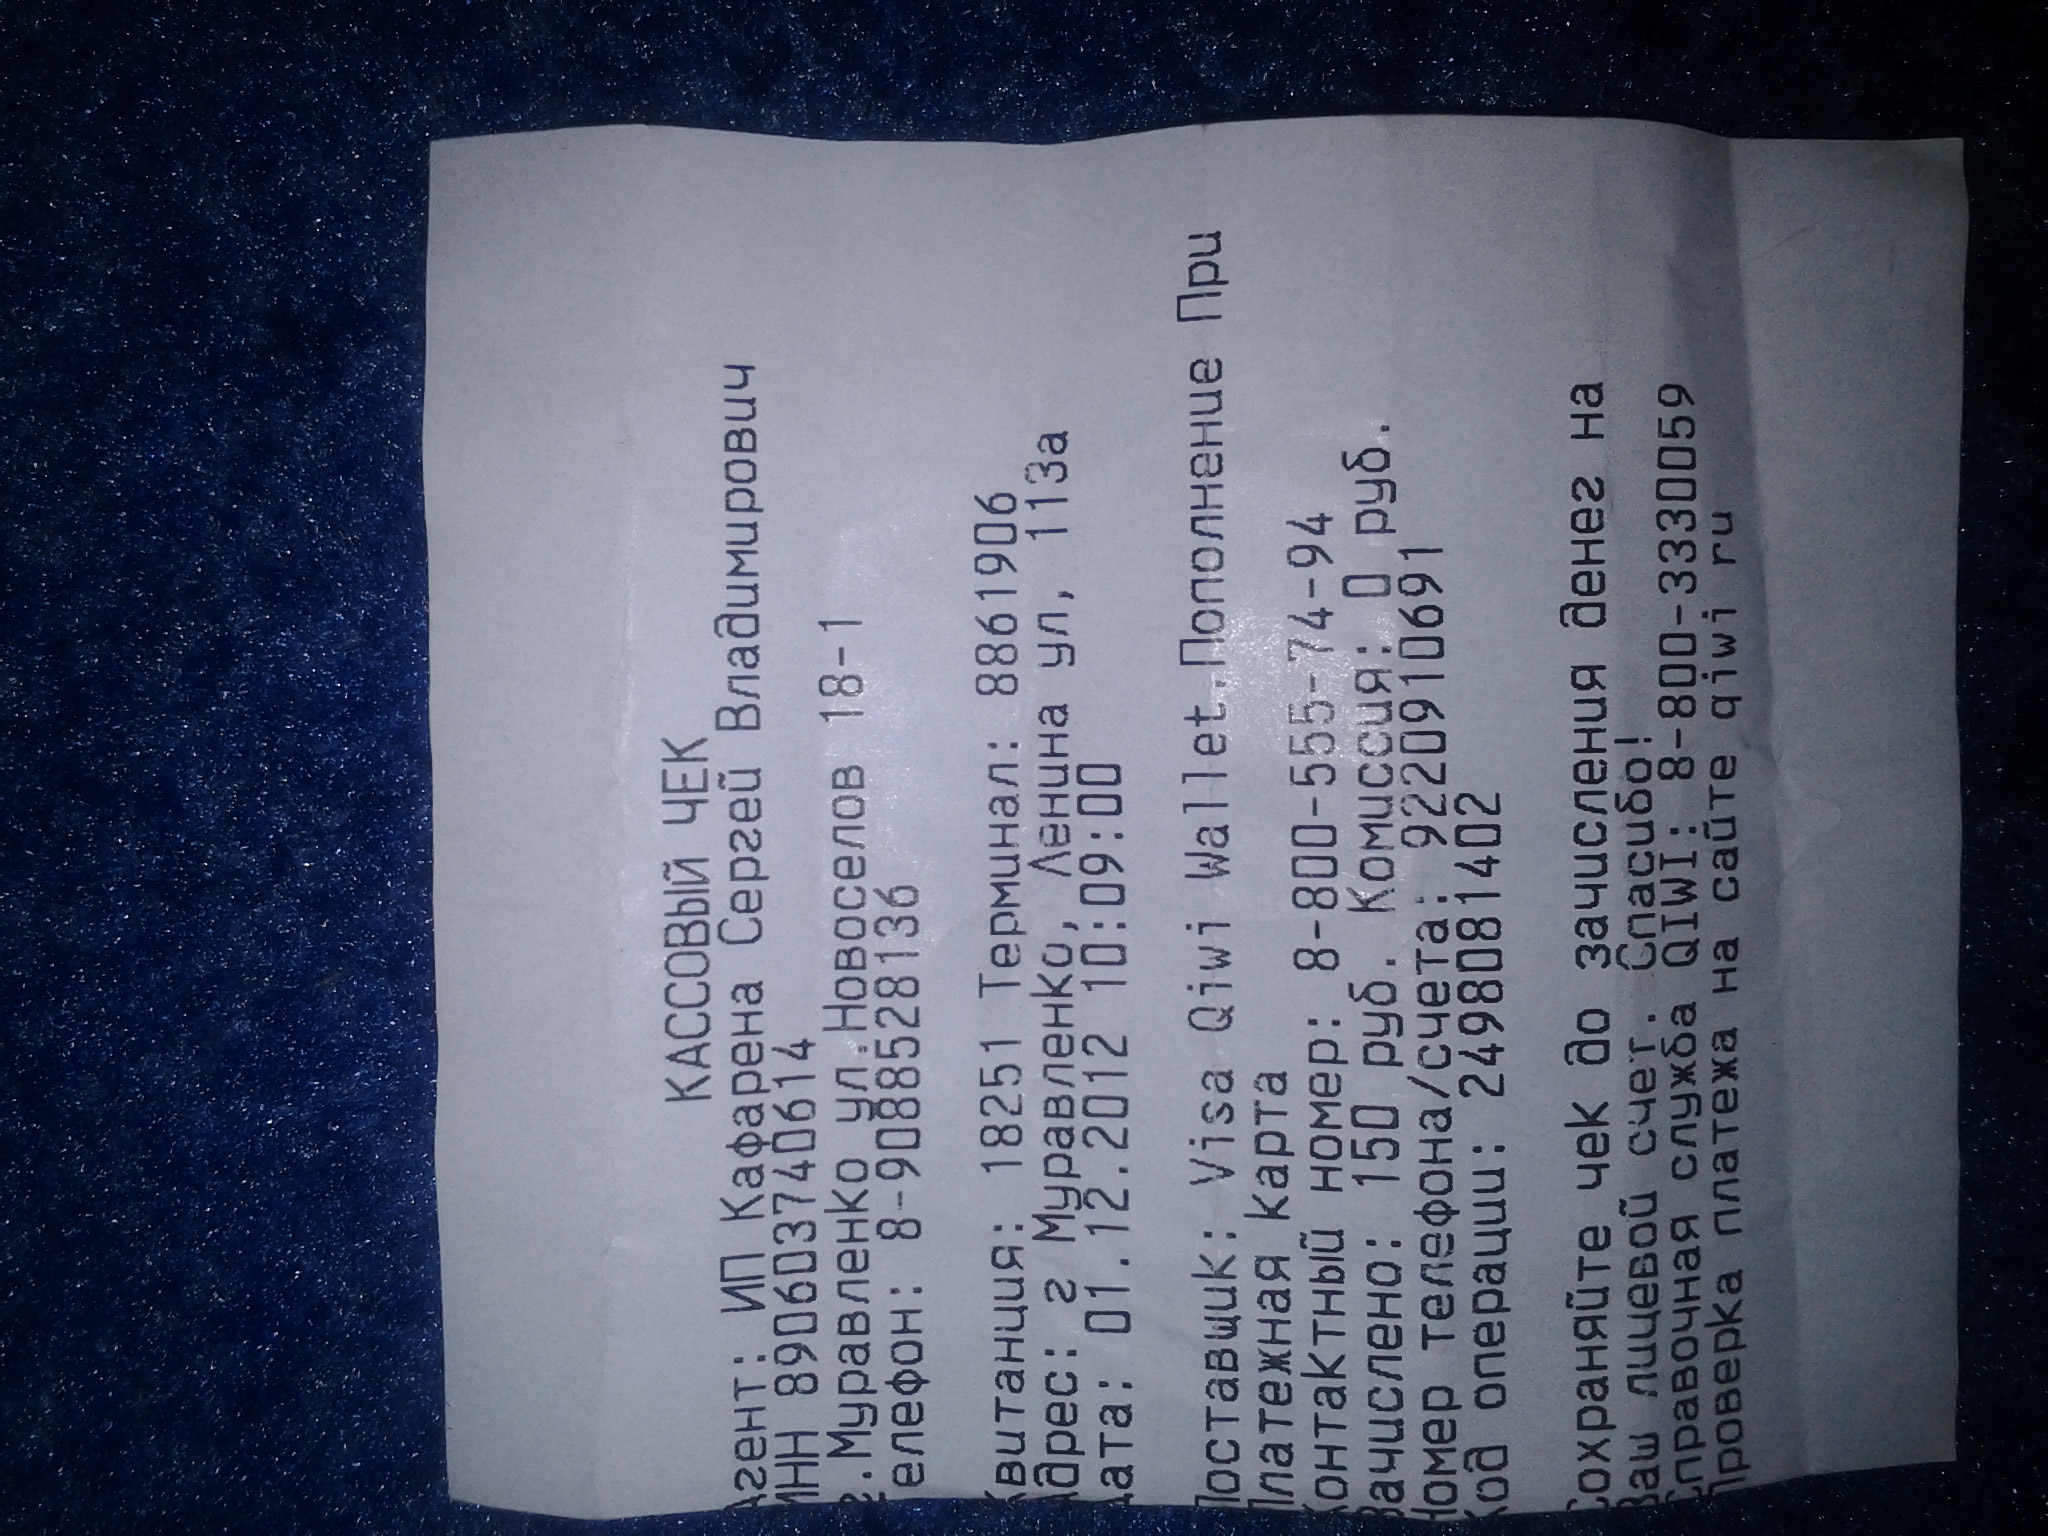 КАССОВЫЙ ЧЕК
Агент: ИП Кафарена Сергей Владимирович
ИНН 890603740614
г.Муравленко ул.Новоселов 18-1
Телефон: 8-9088528136
Квитанция: 18251 Терминал: 8861906
Адрес: г Муравленко, Ленина ул, 113а
Дата: 01.12.2012 10:09:00
Поставщик: Visa Qiwi Wallet.Пополнение При
Платежная карта
Контактный номер: 8-800-555-74-94
Зачислено: 150 руб. Комиссия: 0 руб.
Номер телефона/счета: 9220910691
Код операции: 2498081402
Сохраняйте чек до зачисления денег на
Ваш лицевой счет. Спасибо!
Справочная служба QIWI: 8-800-3330059
Проверка платежа на сайте qiwi ru